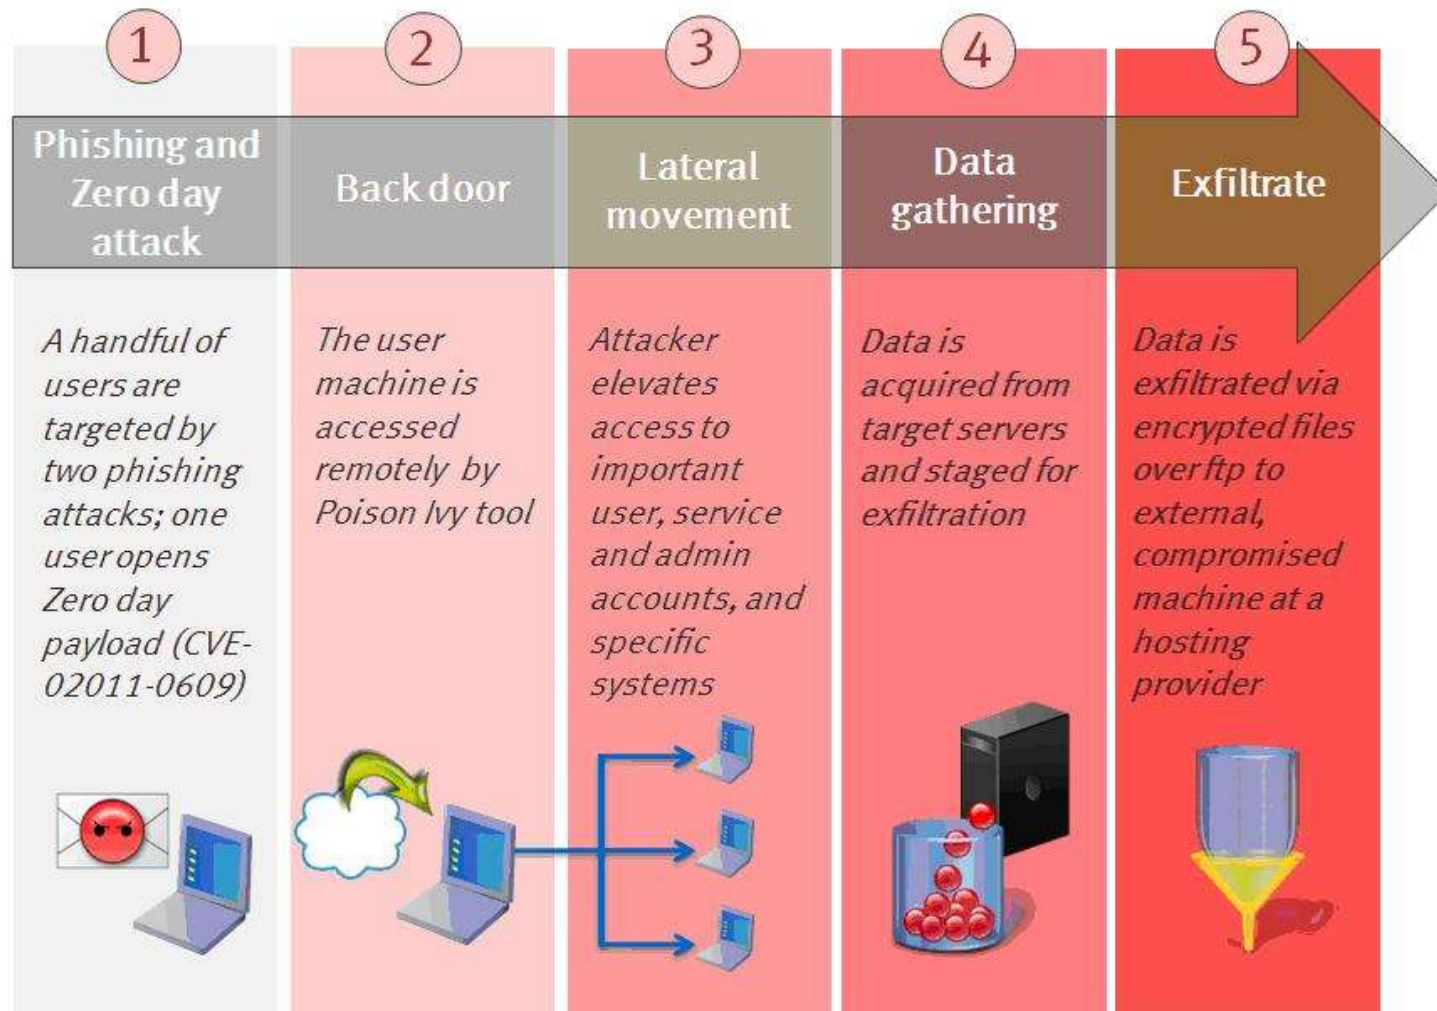 1
Phishing and
Zero day
attack
A handful of
users are
targeted by
two phishing
attacks; one
user opens
Zero day
payload (CVE-
02011-0609)
2
Back door
The user
machine is
accessed
remotely by
Poison Ivy tool
3
Lateral
movement
Attacker
elevates
access to
important
user, service
and admin
accounts, and
specific
systems
4
Data
gathering
Data is
acquired from
target servers
and staged for
exfiltration
5
Exfiltrate
Data is
exfiltrated via
encrypted files
over ftp to
external,
compromised
machine at a
hosting
provider